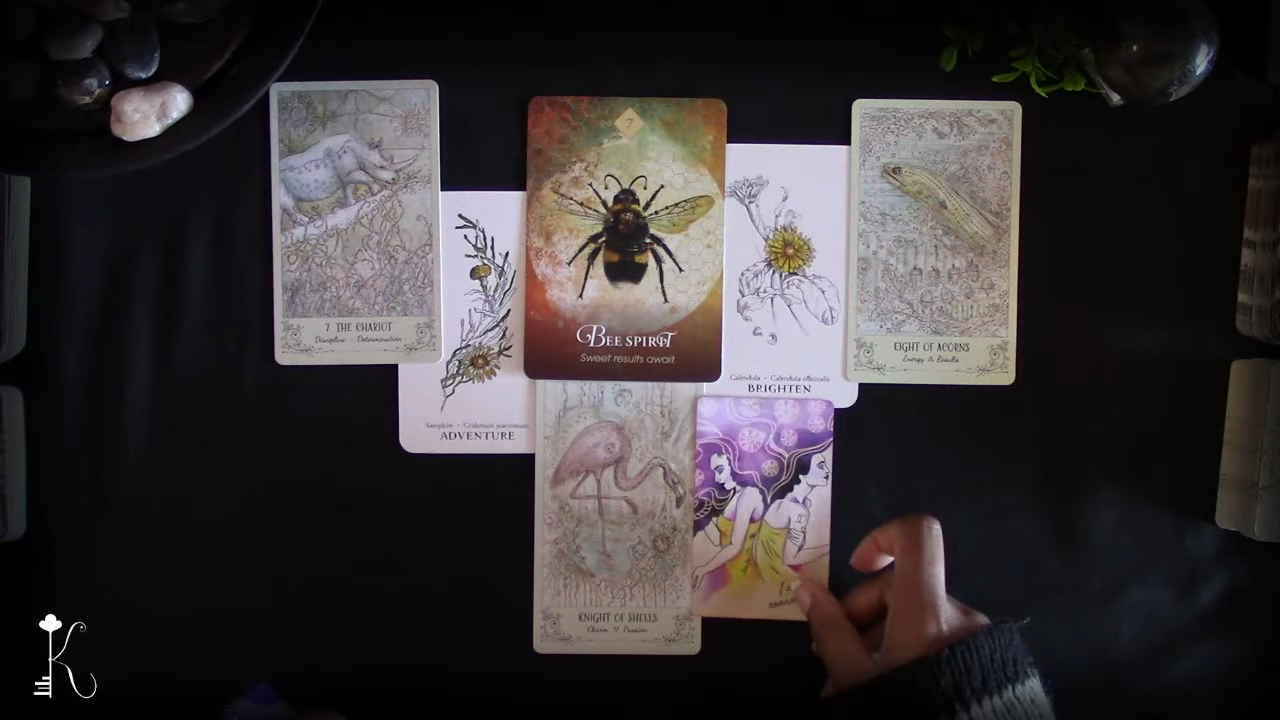 7 THE CHARIOT
Discipline · Determination
Samphire • Crithmum maritimum
ADVENTURE
7
BEE SPIRIT
Sweet results await.
Calendula • Calendula officinalis
BRIGHTEN
EIGHT OF ACORNS
Energy & Results
KNIGHT OF SHELLS
Charm ♡ Passion
K